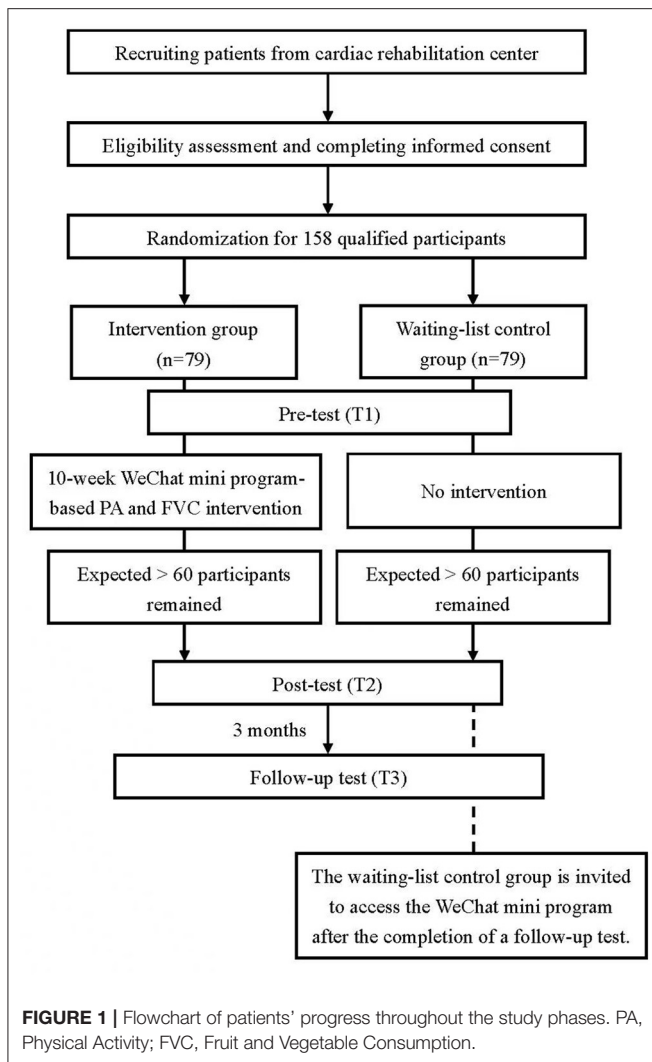 Recruiting patients from cardiac rehabilitation center
Eligibility assessment and completing informed consent
Randomization for 158 qualified participants
Intervention group
(n=79)
Waiting-list control
group (n=79)
Pre-test (T1)
10-week WeChat mini program-
based PA and FVC intervention
No intervention
Expected > 60 participants
remained
Expected > 60 participants
remained
Post-test (T2)
3 months
Follow-up test (T3)
The waiting-list control group is invited
to access the WeChat mini program
after the completion of a follow-up test.
FIGURE 1 | Flowchart of patients’ progress throughout the study phases. PA,
Physical Activity; FVC, Fruit and Vegetable Consumption.